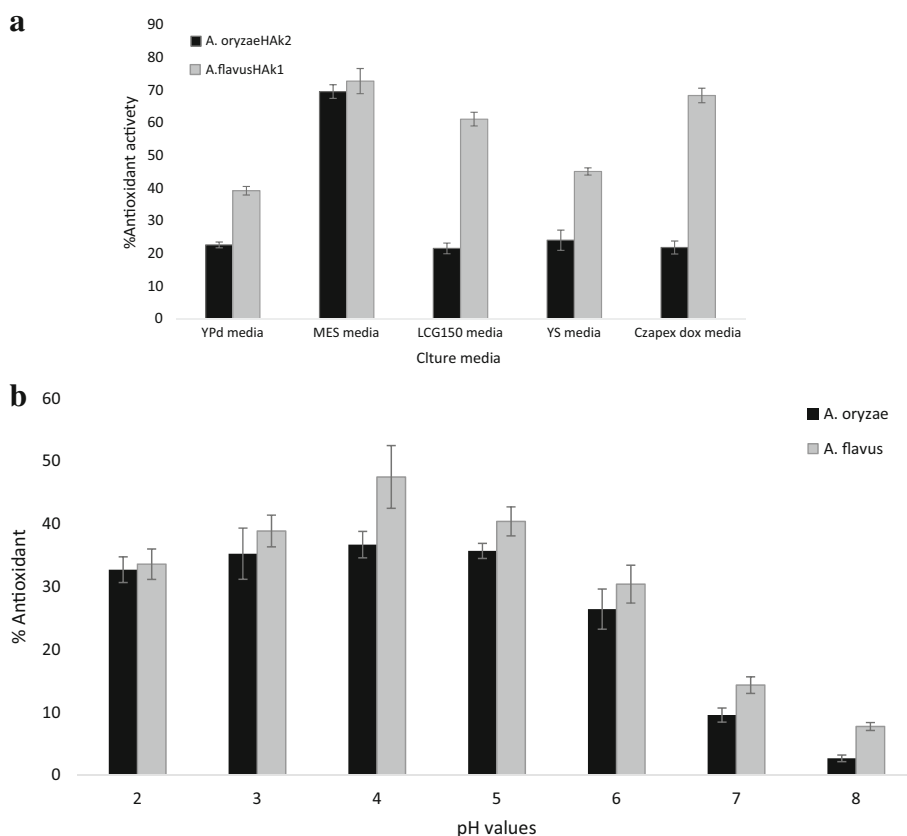 a
90
80
70
60
50
40
30
20
10
0
%Antioxidant activety
A. oryzaeHAk2
A.flavusHAk1
YPd media MES media LCG150 media YS media Czapex dox media
Clture media
b
60
50
40
30
20
10
0
% Antioxidant
A. oryzae
A. flavus
2 3 4 5 6 7 8
pH values